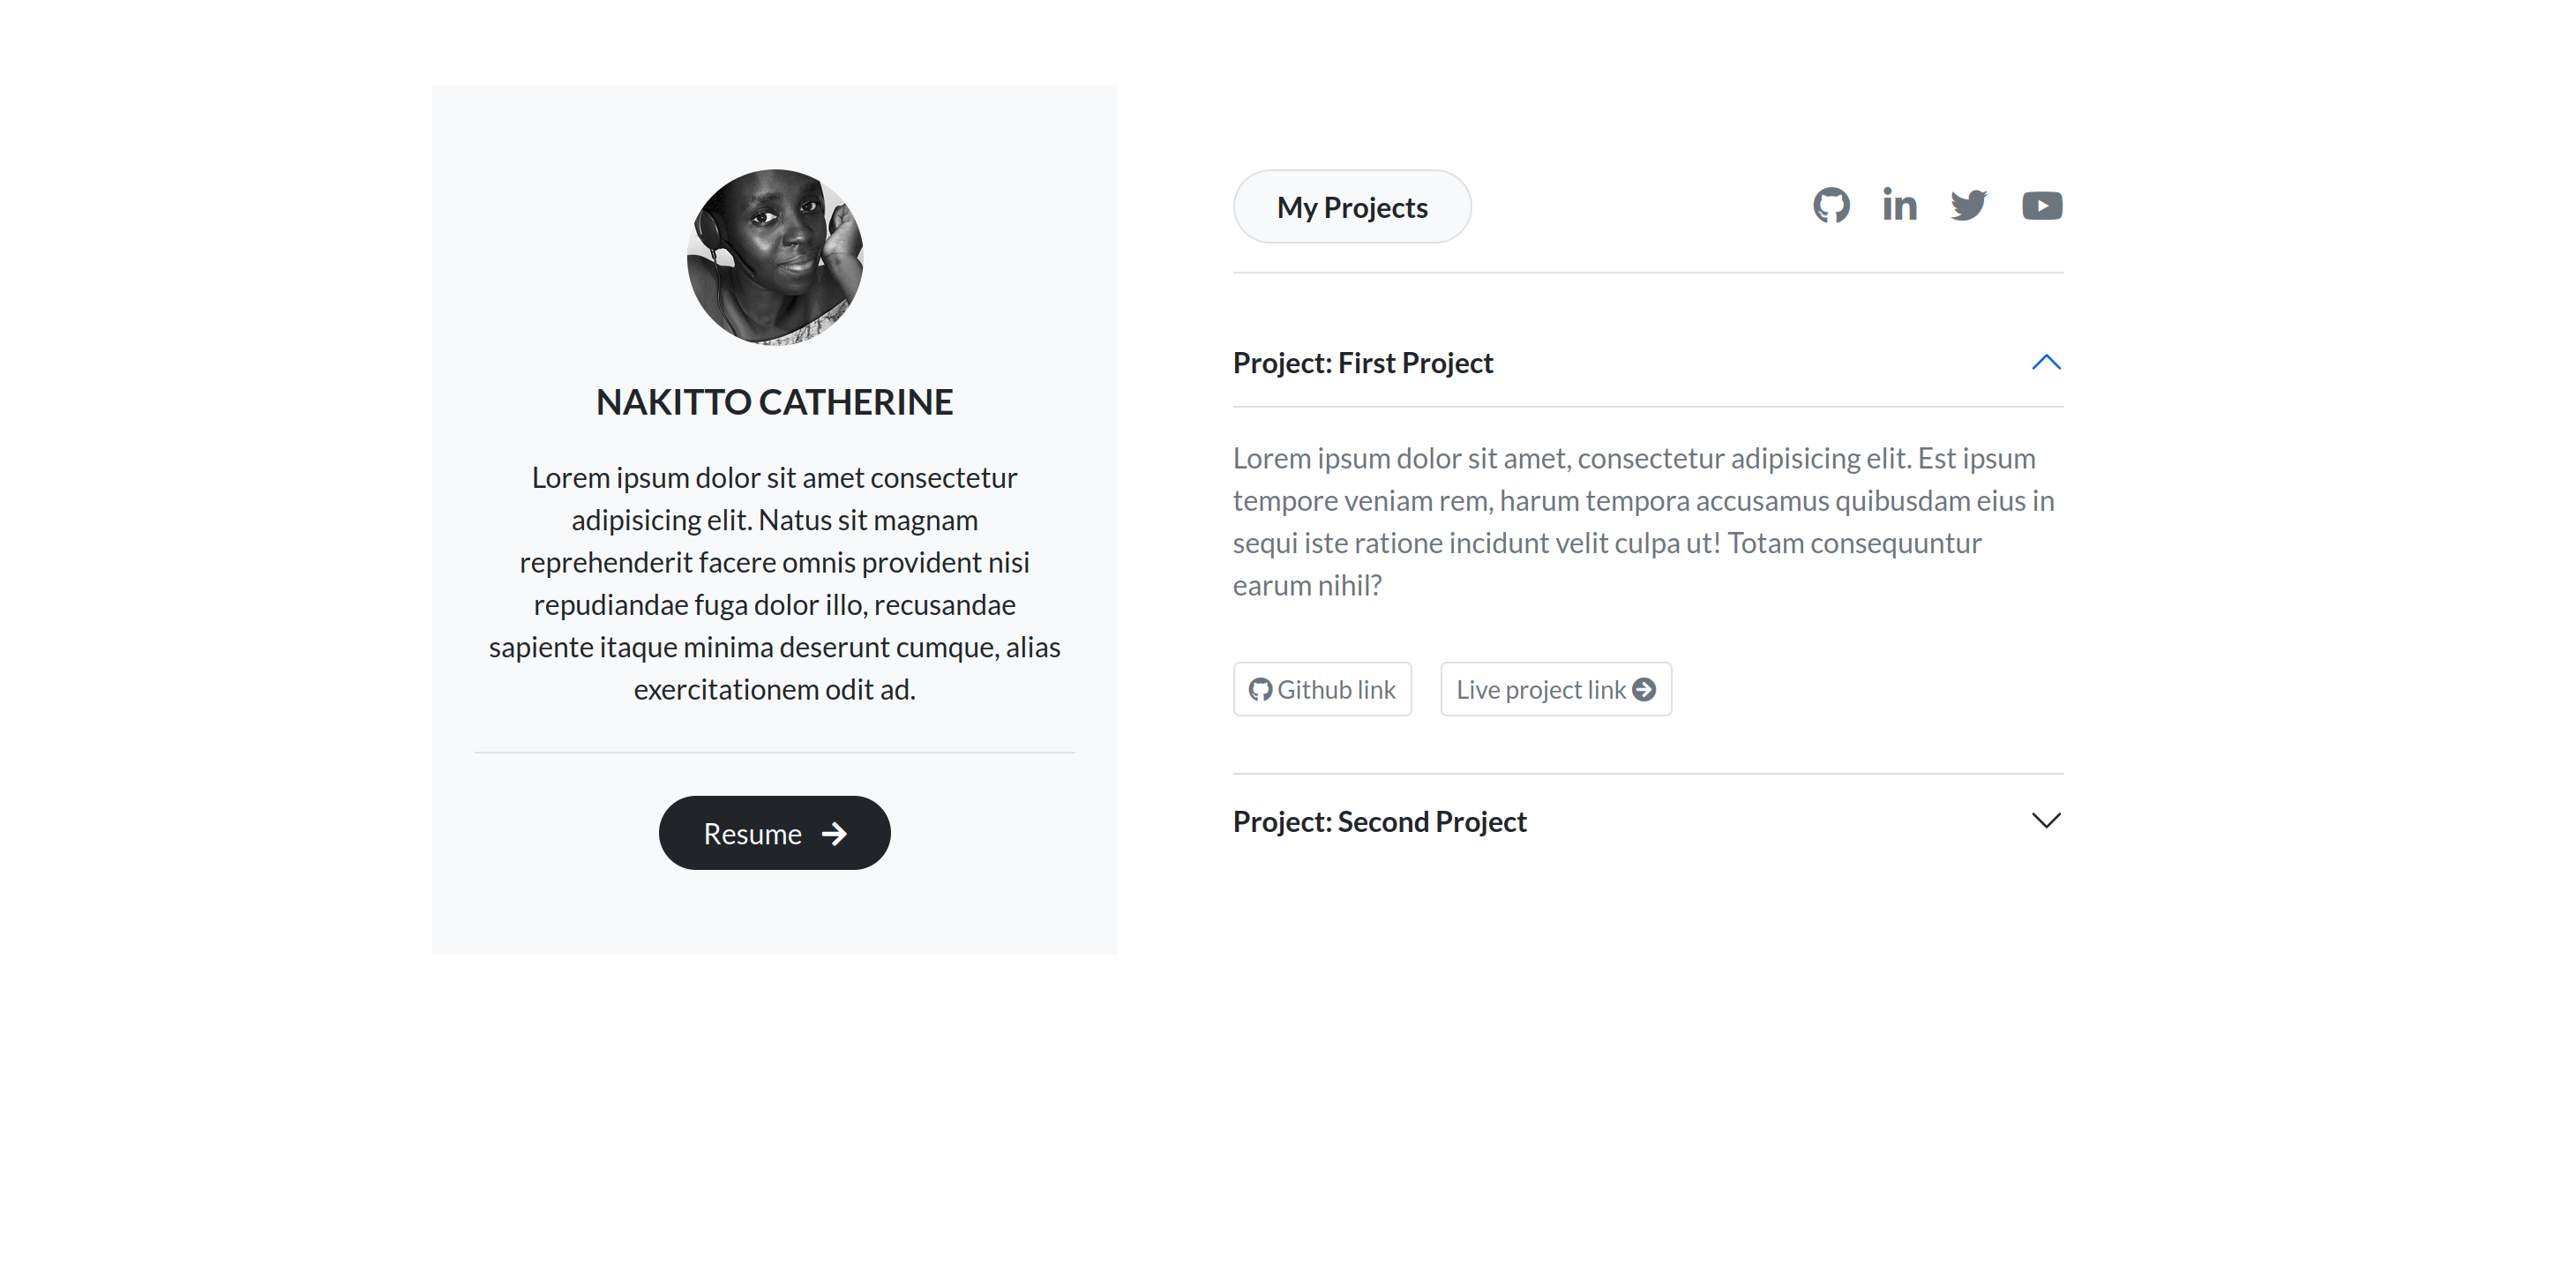 NAKITTO CATHERINE
Lorem ipsum dolor sit amet consectetur
adipisicing elit. Natus sit magnam
reprehenderit facere omnis provident nisi
repudiandae fuga dolor illo, recusandae
sapiente itaque minima deserunt cumque, alias
exercitationem odit ad.
Resume
My Projects
Project: First Project
Lorem ipsum dolor sit amet, consectetur adipisicing elit. Est ipsum
tempore veniam rem, harum tempora accusamus quibusdam eius in
sequi iste ratione incidunt velit culpa ut! Totam consequuntur
earum nihil?
Github link
Live project link
Project: Second Project